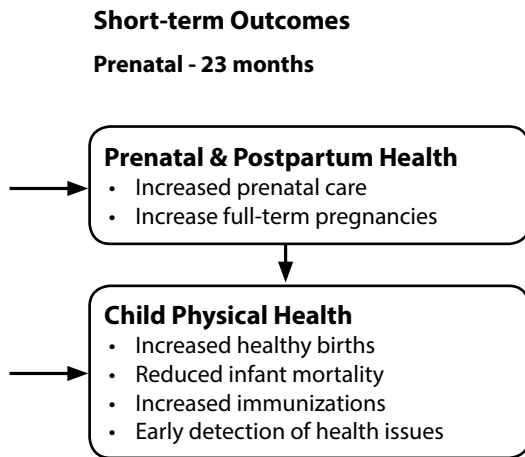 Short-term Outcomes
Prenatal - 23 months
Prenatal & Postpartum Health
• Increased prenatal care
• Increase full-term pregnancies
Child Physical Health
• Increased healthy births
• Reduced infant mortality
• Increased immunizations
• Early detection of health issues